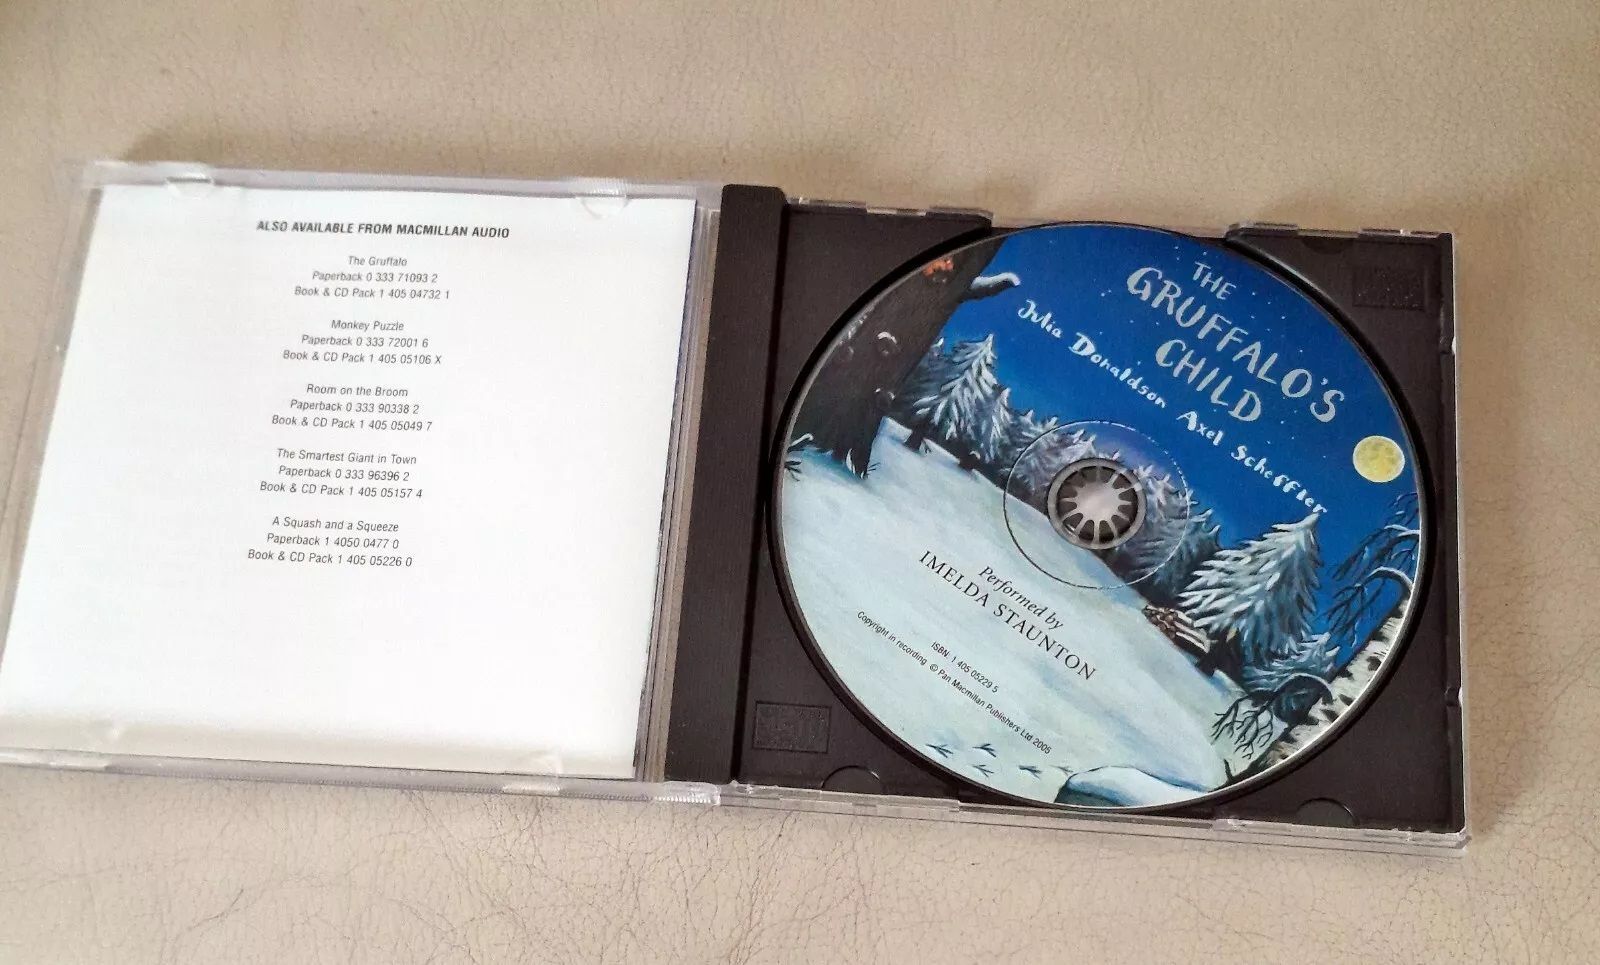 ALSO AVAILABLE FROM MACMILLAN AUDIO
The Gruffalo
Paperback 0 333 71093 2
Book & CD Pack 1 405 04732 1
Monkey Puzzle
Paperback 0 333 72001 6
Book & CD Pack 1 405 05106 X
Room on the Broom
Paperback 0 333 90338 2
Book & CD Pack 1 405 05049 7
The Smartest Giant in Town
Paperback 0 333 96396 2
Book & CD Pack 1 405 05157 4
A Squash and a Squeeze
Paperback 1 4050 0477 0
Book & CD Pack 1 405 05226 0
THE
GRUFFALO'S
CHILD
Julia Donaldson Axel Scheffler
Performed by
IMELDA STAUNTON
ISBN: 1 405 05229 5
Copyright in recording © Pan Macmillan Publishers Ltd 2005